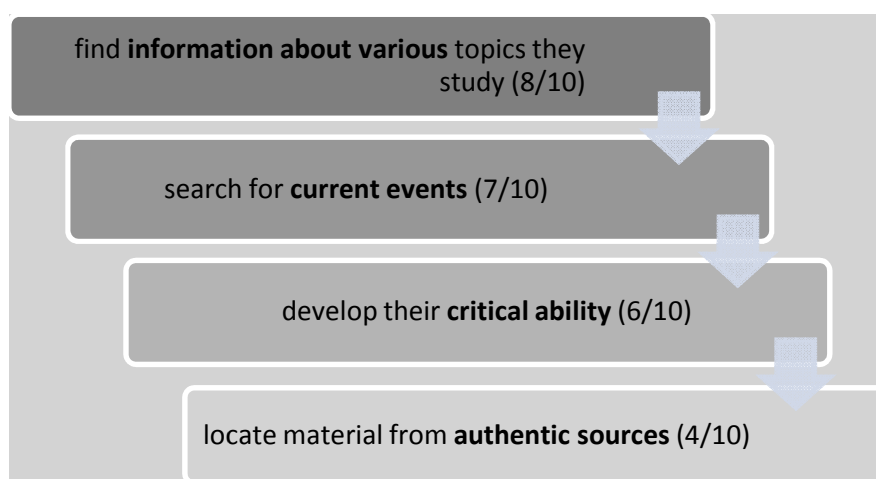 find information about various topics they
study (8/10)
search for current events (7/10)
develop their critical ability (6/10)
locate material from authentic sources (4/10)